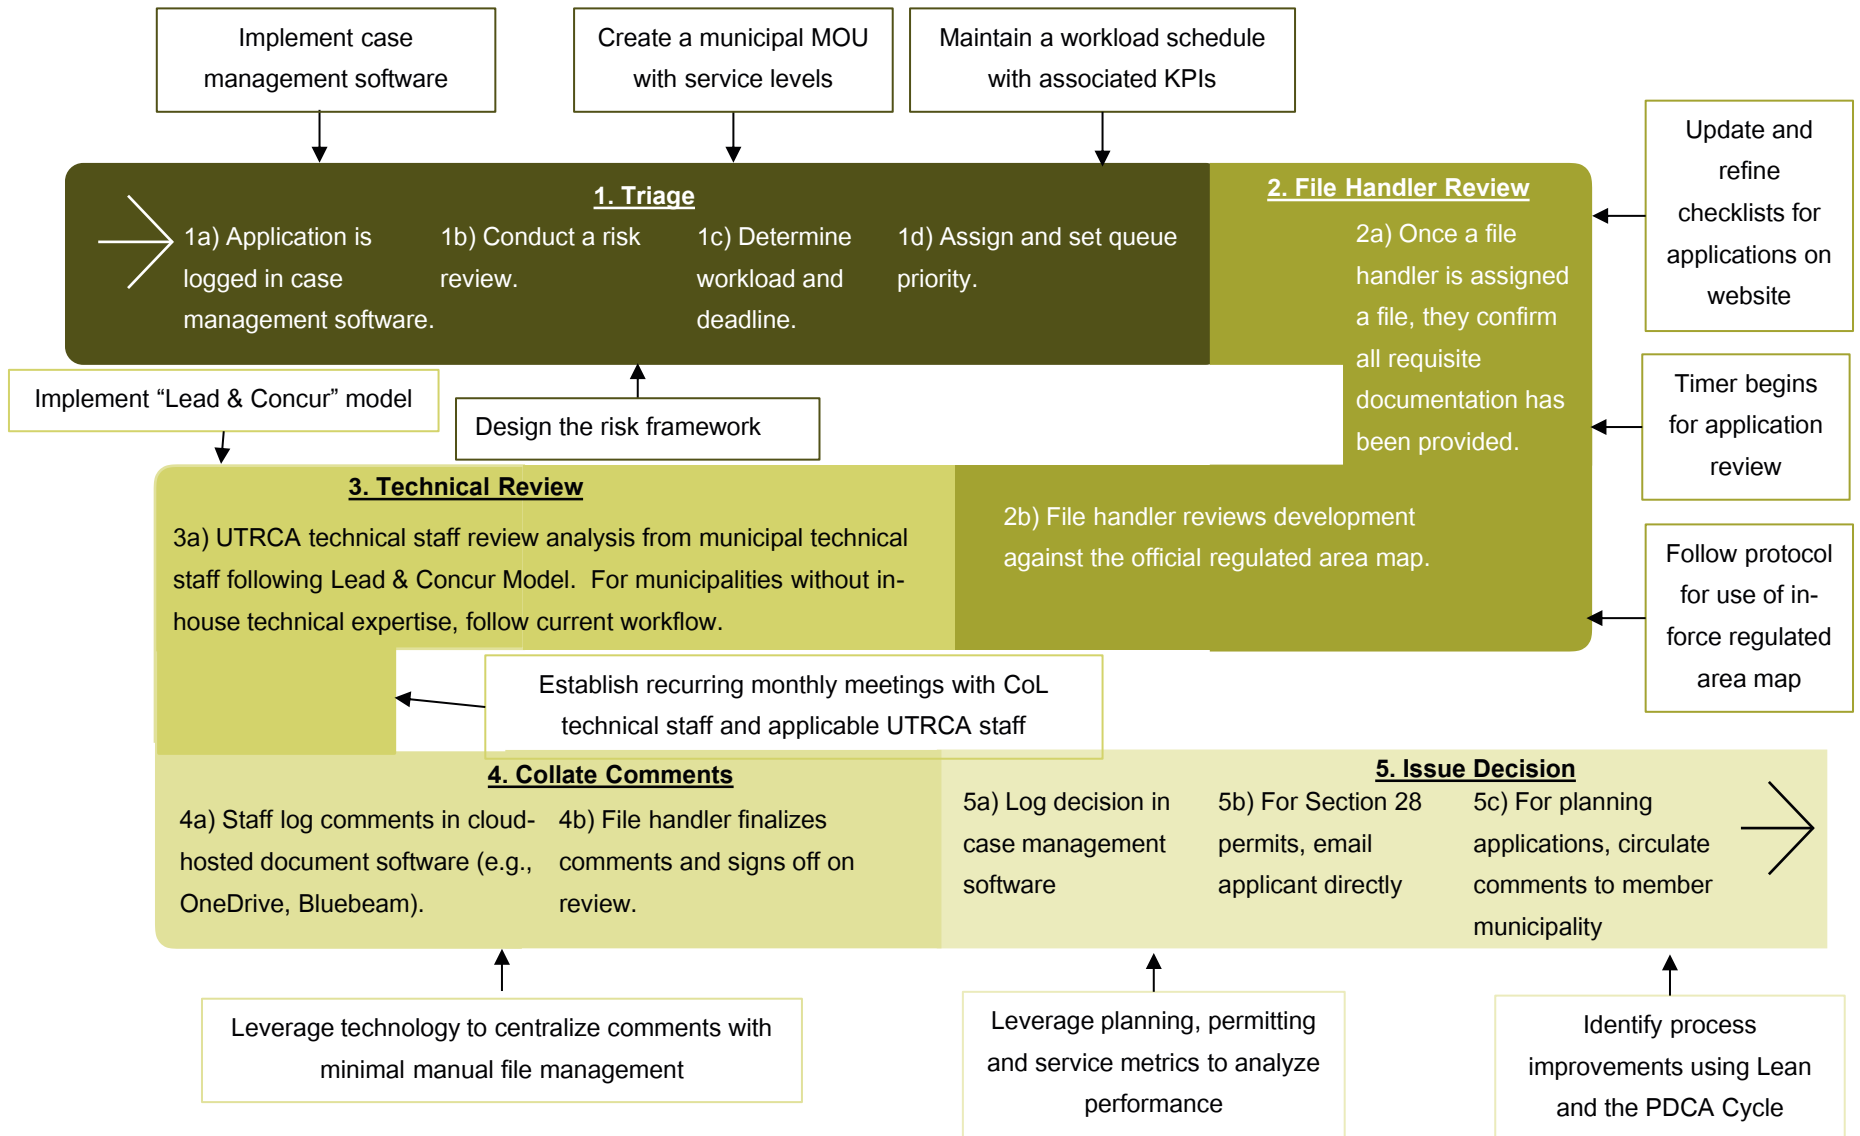 Implement case
management software
Create a municipal MOU
with service levels
Maintain a workload schedule
with associated KPIs
Update and
refine
checklists for
applications on
website
1. Triage
1a) Application is
logged in case
management software.
1b) Conduct a risk
review.
1c) Determine
workload and
deadline.
1d) Assign and set queue
priority.
2. File Handler Review
2a) Once a file
handler is assigned
a file, they confirm
all requisite
documentation has
been provided.
Timer begins
for application
review
Implement “Lead & Concur” model
Design the risk framework
3. Technical Review
3a) UTRCA technical staff review analysis from municipal technical
staff following Lead & Concur Model.  For municipalities without in-
house technical expertise, follow current workflow.
2b) File handler reviews development
against the official regulated area map.
Follow protocol
for use of in-
force regulated
area map
Establish recurring monthly meetings with CoL
technical staff and applicable UTRCA staff
4. Collate Comments
4a) Staff log comments in cloud-
hosted document software (e.g.,
OneDrive, Bluebeam).
4b) File handler finalizes
comments and signs off on
review.
5. Issue Decision
5a) Log decision in
case management
software
5b) For Section 28
permits, email
applicant directly
5c) For planning
applications, circulate
comments to member
municipality
Leverage technology to centralize comments with
minimal manual file management
Leverage planning, permitting
and service metrics to analyze
performance
Identify process
improvements using Lean
and the PDCA Cycle